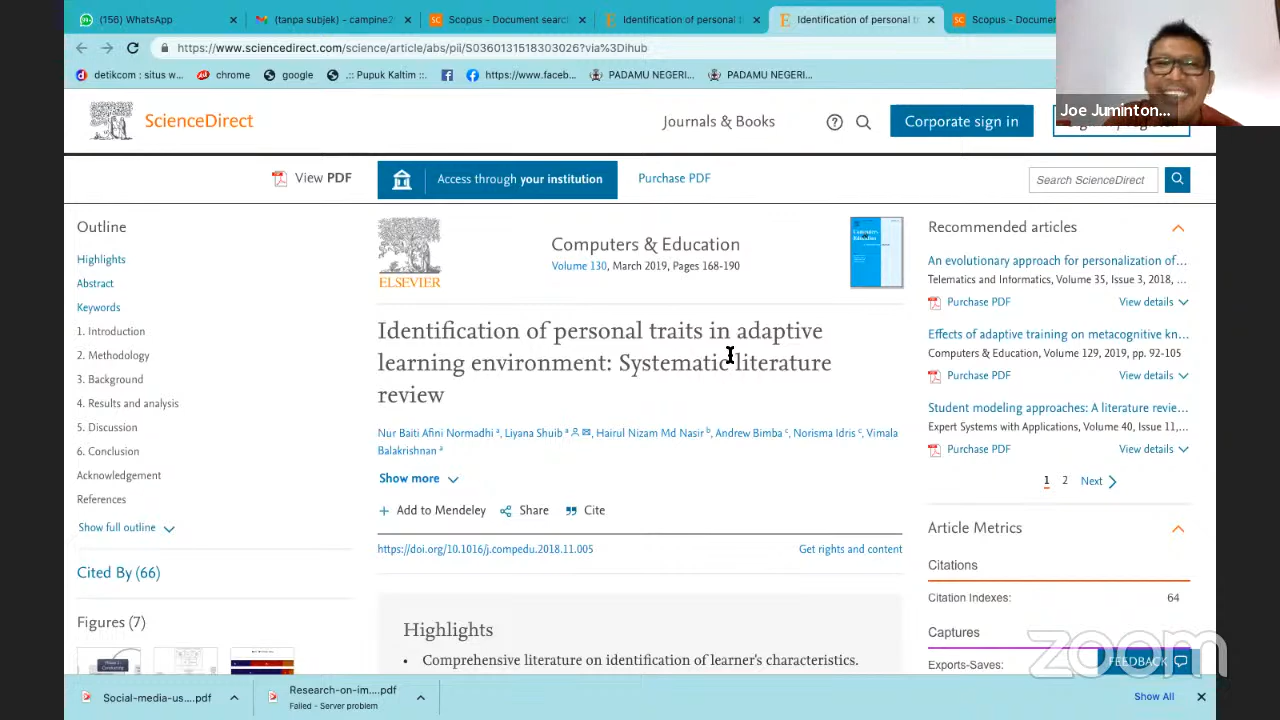 (156) WhatsApp
(tanpa subjek) - campine2
Scopus - Document searc
Identification of personal t
Identification of personal tr
Scopus - Docume
https://www.sciencedirect.com/science/article/abs/pii/S0360131518303026?via%3Dihub
detikcom : situs w...
chrome
google
.:: Pupuk Kaltim ::.
https://www.faceb...
PADAMU NEGERI...
PADAMU NEGERI...
Joe Juminton...
ScienceDirect
Journals & Books
Corporate sign in
View PDF
Access through your institution
Purchase PDF
Search ScienceDirect
Outline
Highlights
Abstract
Keywords
1. Introduction
2. Methodology
3. Background
4. Results and analysis
5. Discussion
6. Conclusion
Acknowledgement
References
Show full outline
Cited By (66)
Figures (7)
ELSEVIER
Computers & Education
Volume 130, March 2019, Pages 168-190
Identification of personal traits in adaptive
learning environment: Systematic literature
review
Nur Baiti Afini Normadhi a, Liyana Shuib a, Hairul Nizam Md Nasir b, Andrew Bimba c, Norisma Idris c, Vimala
Balakrishnan a
Show more
+ Add to Mendeley
Share
Cite
https://doi.org/10.1016/j.compedu.2018.11.005
Get rights and content
Highlights
• Comprehensive literature on identification of learner's characteristics.
Recommended articles
An evolutionary approach for personalization of...
Telematics and Informatics, Volume 35, Issue 3, 2018, ...
Purchase PDF
View details
Effects of adaptive training on metacognitive kn...
Computers & Education, Volume 129, 2019, pp. 92-105
Purchase PDF
View details
Student modeling approaches: A literature revie...
Expert Systems with Applications, Volume 40, Issue 11,...
Purchase PDF
View details
1
2
Next
Article Metrics
Citations
Citation Indexes:
64
Captures
Exports-Saves:
zoom
FEEDBACK
Social-media-us....pdf
Research-on-im....pdf
Failed - Server problem
Show All